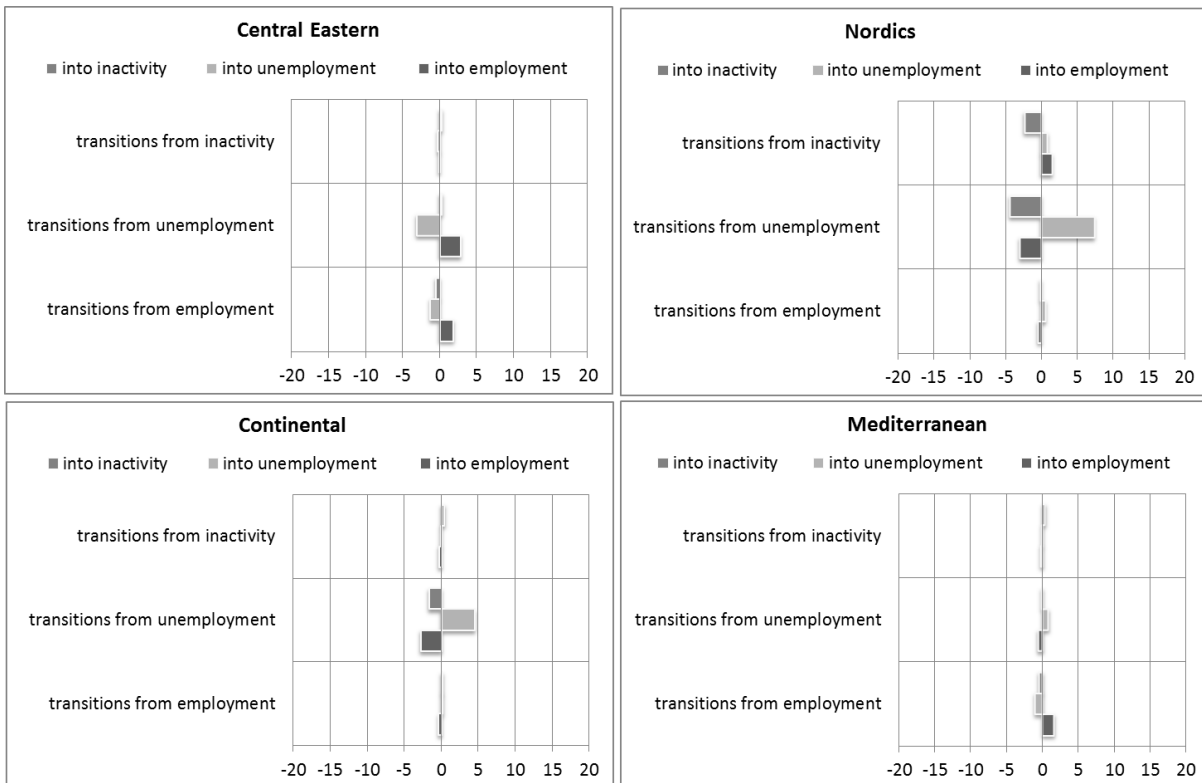 Central Eastern
into inactivity into unemployment into employment
transitions from inactivity
transitions from unemployment
transitions from employment
-20 -15 -10 -5 0 5 10 15 20
Nordics
into inactivity into unemployment into employment
transitions from inactivity
transitions from unemployment
transitions from employment
-20 -15 -10 -5 0 5 10 15 20
Continental
into inactivity into unemployment into employment
transitions from inactivity
transitions from unemployment
transitions from employment
-20 -15 -10 -5 0 5 10 15 20
Mediterranean
into inactivity into unemployment into employment
transitions from inactivity
transitions from unemployment
transitions from employment
-20 -15 -10 -5 0 5 10 15 20